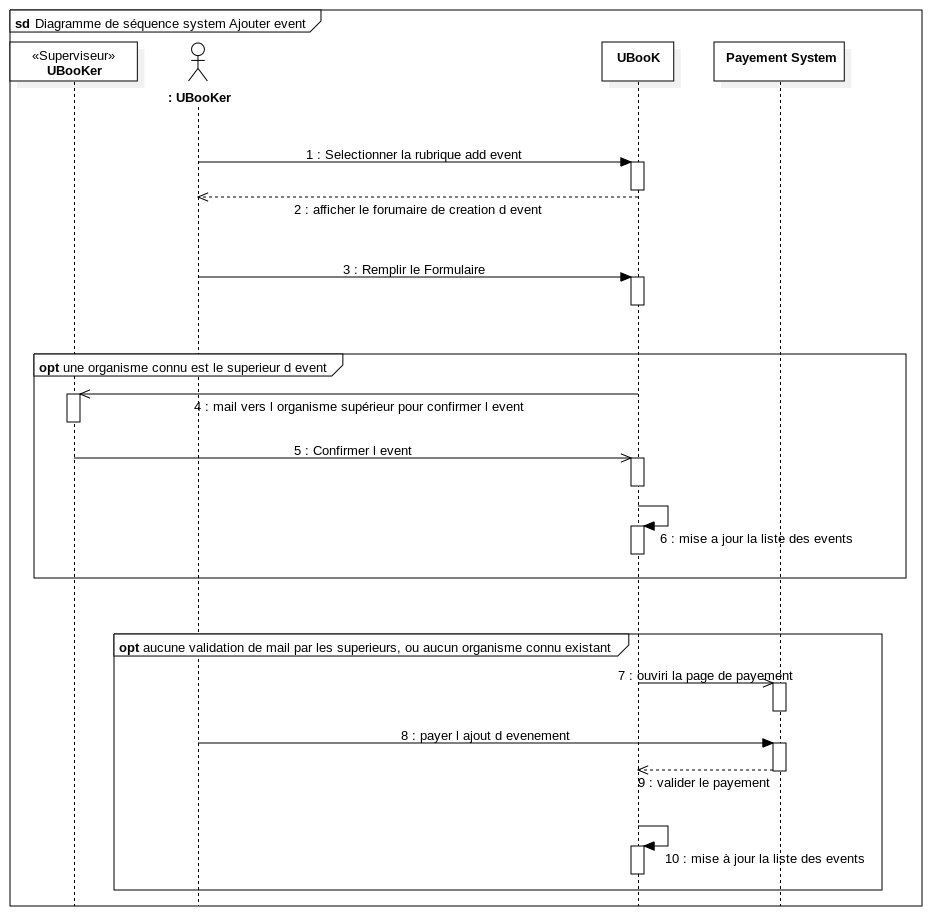 sd Diagramme de séquence system Ajouter event
«Superviseur»
UBooKer
: UBooKer
UBooK
Payement System
1 : Selectionner la rubrique add event
2 : afficher le forumaire de creation d event
3 : Remplir le Formulaire
opt une organisme connu est le superieur d event
4 : mail vers l organisme supérieur pour confirmer l event
5 : Confirmer l event
6 : mise a jour la liste des events
opt aucune validation de mail par les superieurs, ou aucun organisme connu existant
7 : ouviri la page de payement
8 : payer l ajout d evenement
9 : valider le payement
10 : mise à jour la liste des events